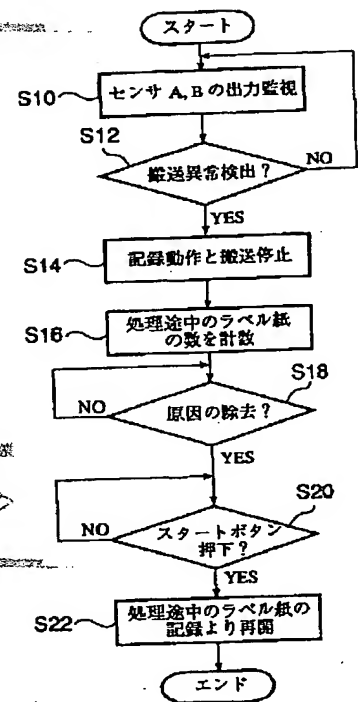 スタート
S10
センサ A, B の出力監視
S12
搬送異常検出?
NO
YES
S14
記録動作と搬送停止
S16
処理途中のラベル紙
の数を計数
S18
原因の除去?
NO
YES
S20
スタートボタン
押下?
NO
YES
S22
処理途中のラベル紙の
記録より再開
エンド